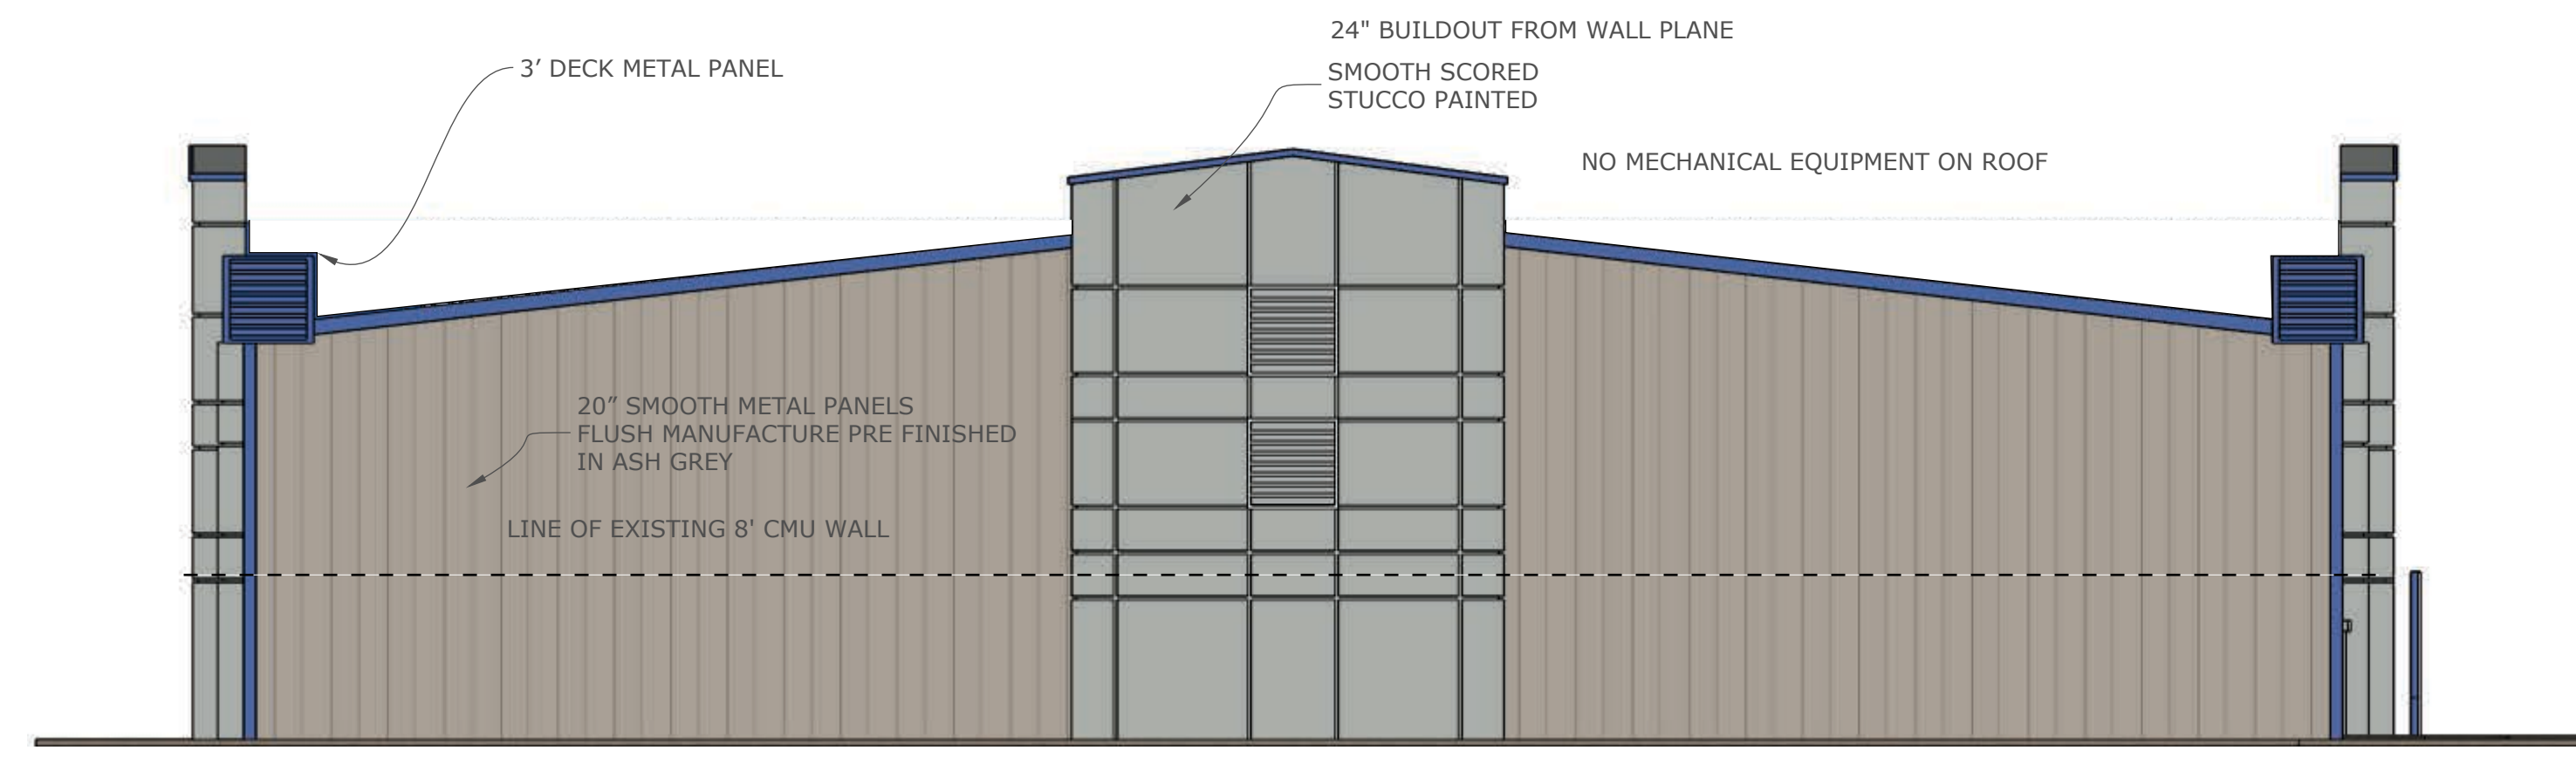 24" BUILDOUT FROM WALL PLANE
3′ DECK METAL PANEL
SMOOTH SCORED
STUCCO PAINTED
NO MECHANICAL EQUIPMENT ON ROOF
20″ SMOOTH METAL PANELS
FLUSH MANUFACTURE PRE FINISHED
IN ASH GREY
LINE OF EXISTING 8' CMU WALL